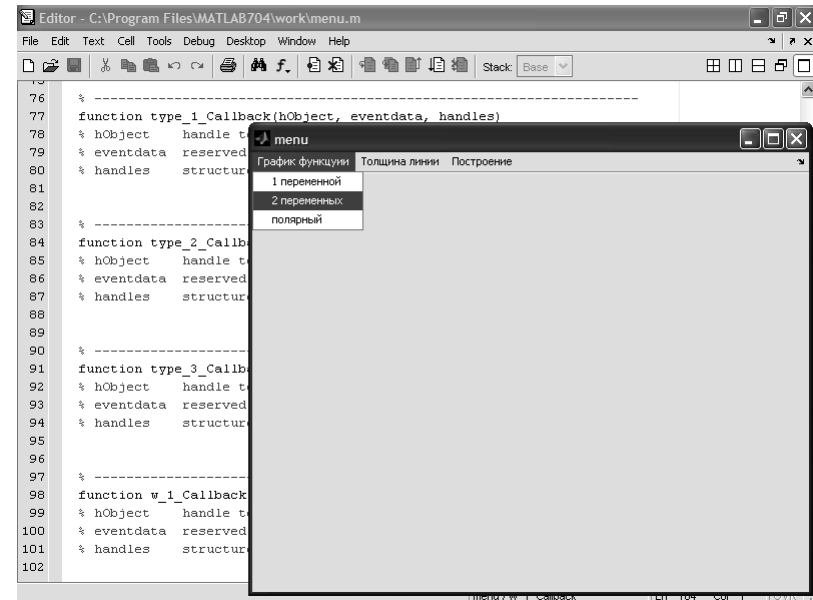 Editor - C:\Program Files\MATLAB704\work\menu.m
File Edit Text Cell Tools Debug Desktop Window Help
Stack: Base
76 % --------------------------------------------------------------------
77 function type_1_Callback(hObject, eventdata, handles)
78 % hObject handle t
79 % eventdata reserved
80 % handles structur
81
82
83 % --------------------
84 function type_2_Callb
85 % hObject handle t
86 % eventdata reserved
87 % handles structur
88
89
90 % --------------------
91 function type_3_Callb
92 % hObject handle t
93 % eventdata reserved
94 % handles structur
95
96
97 % --------------------
98 function w_1_Callback
99 % hObject handle t
100 % eventdata reserved
101 % handles structur
102
menu
График функцуии Толщина линии Построение
1 переменной
2 переменных
полярный